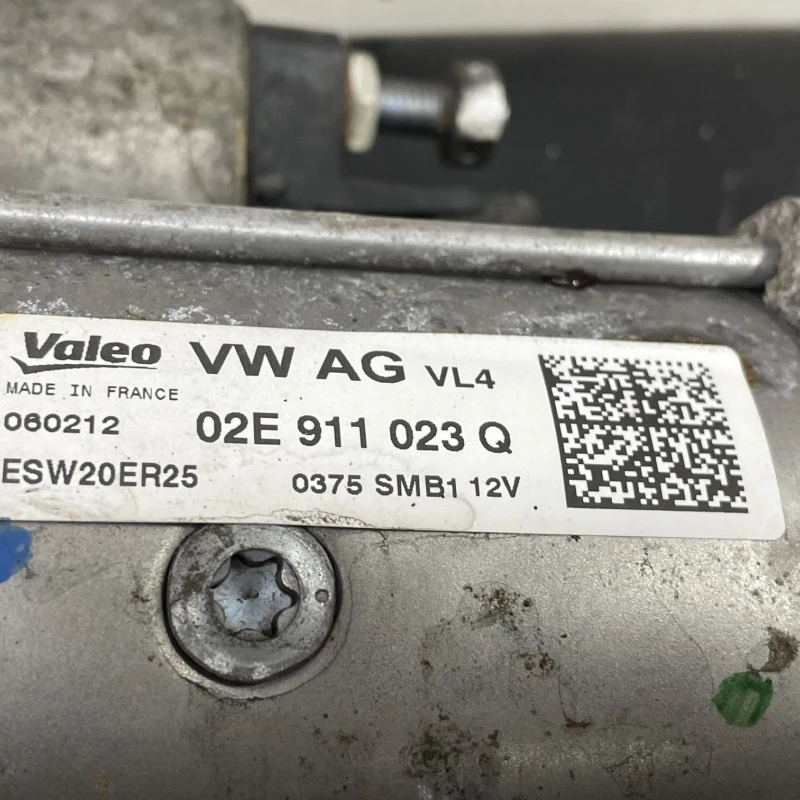 Valeo VW AG VL4
MADE IN FRANCE
060212 02E 911 023 Q
ESW20ER25 0375 SMB1 12V